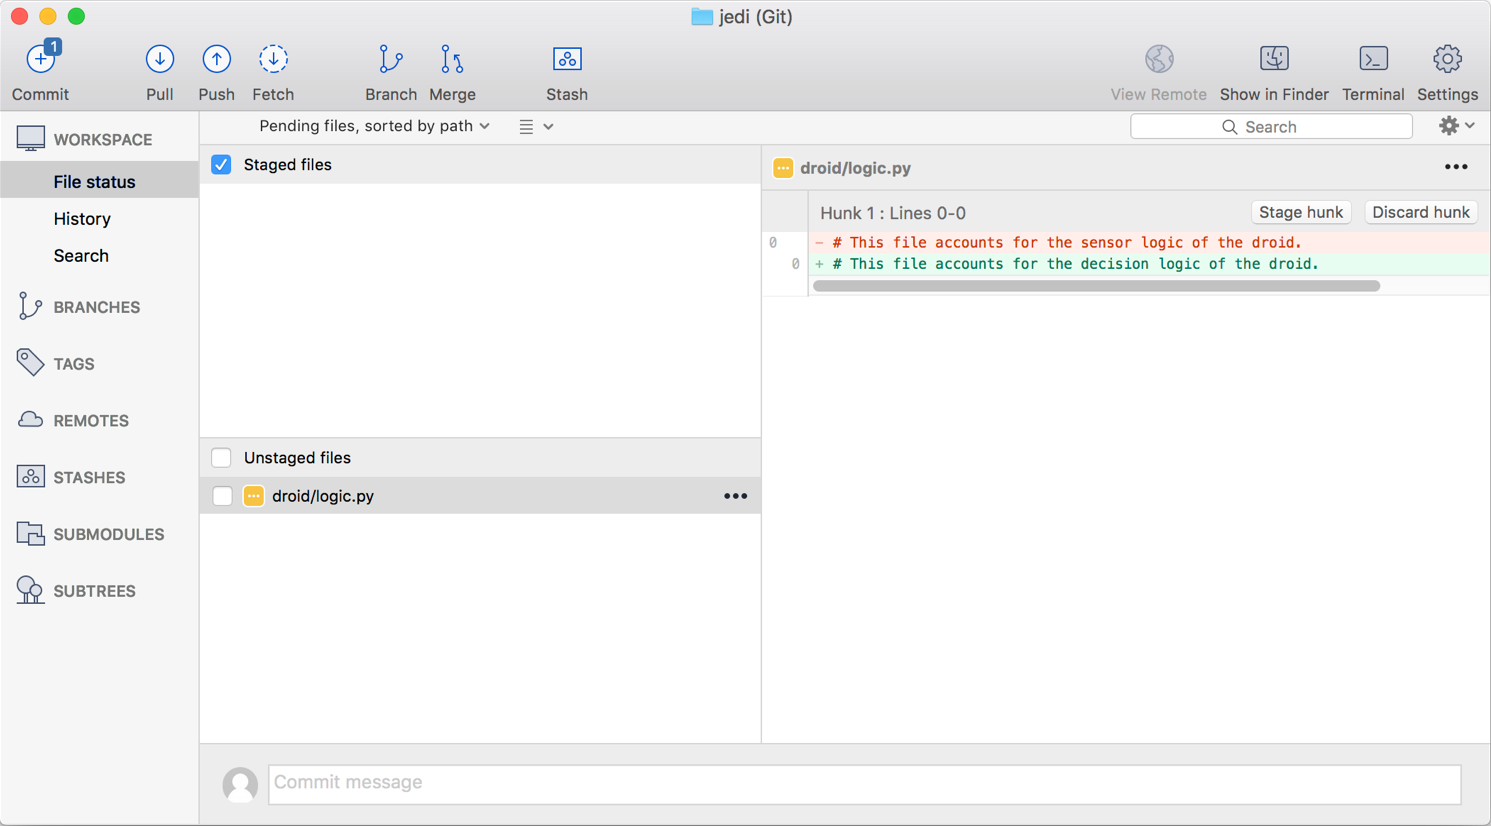 jedi (Git)
1
Commit
Pull
Push
Fetch
Branch
Merge
Stash
View Remote
Show in Finder
Terminal
Settings
WORKSPACE
File status
History
Search
BRANCHES
TAGS
REMOTES
STASHES
SUBMODULES
SUBTREES
Pending files, sorted by path
Search
Staged files
Unstaged files
droid/logic.py
droid/logic.py
Hunk 1 : Lines 0-0
Stage hunk
Discard hunk
0 - # This file accounts for the sensor logic of the droid.
0 + # This file accounts for the decision logic of the droid.
Commit message